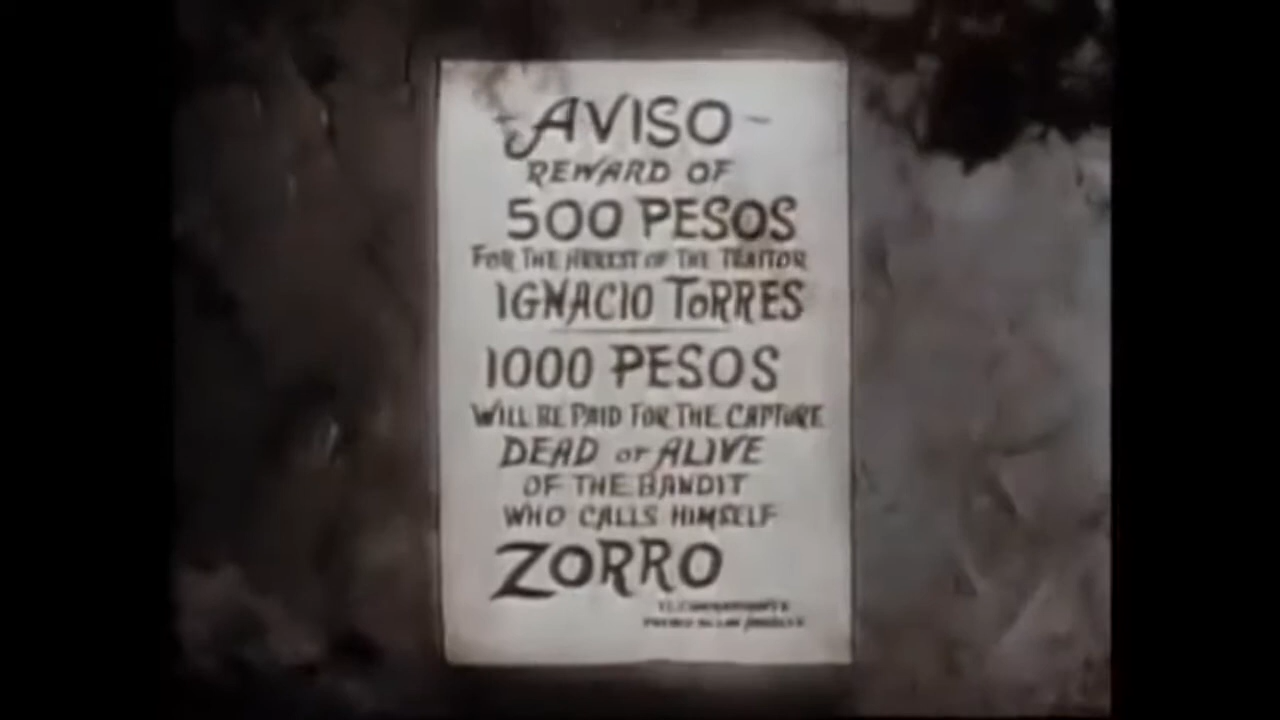 AVISO -
REWARD OF
500 PESOS
FOR THE ARREST OF THE TRAITOR
IGNACIO TORRES
1000 PESOS
WILL BE PAID FOR THE CAPTURE
DEAD or ALIVE
OF THE BANDIT
WHO CALLS HIMSELF
ZORRO